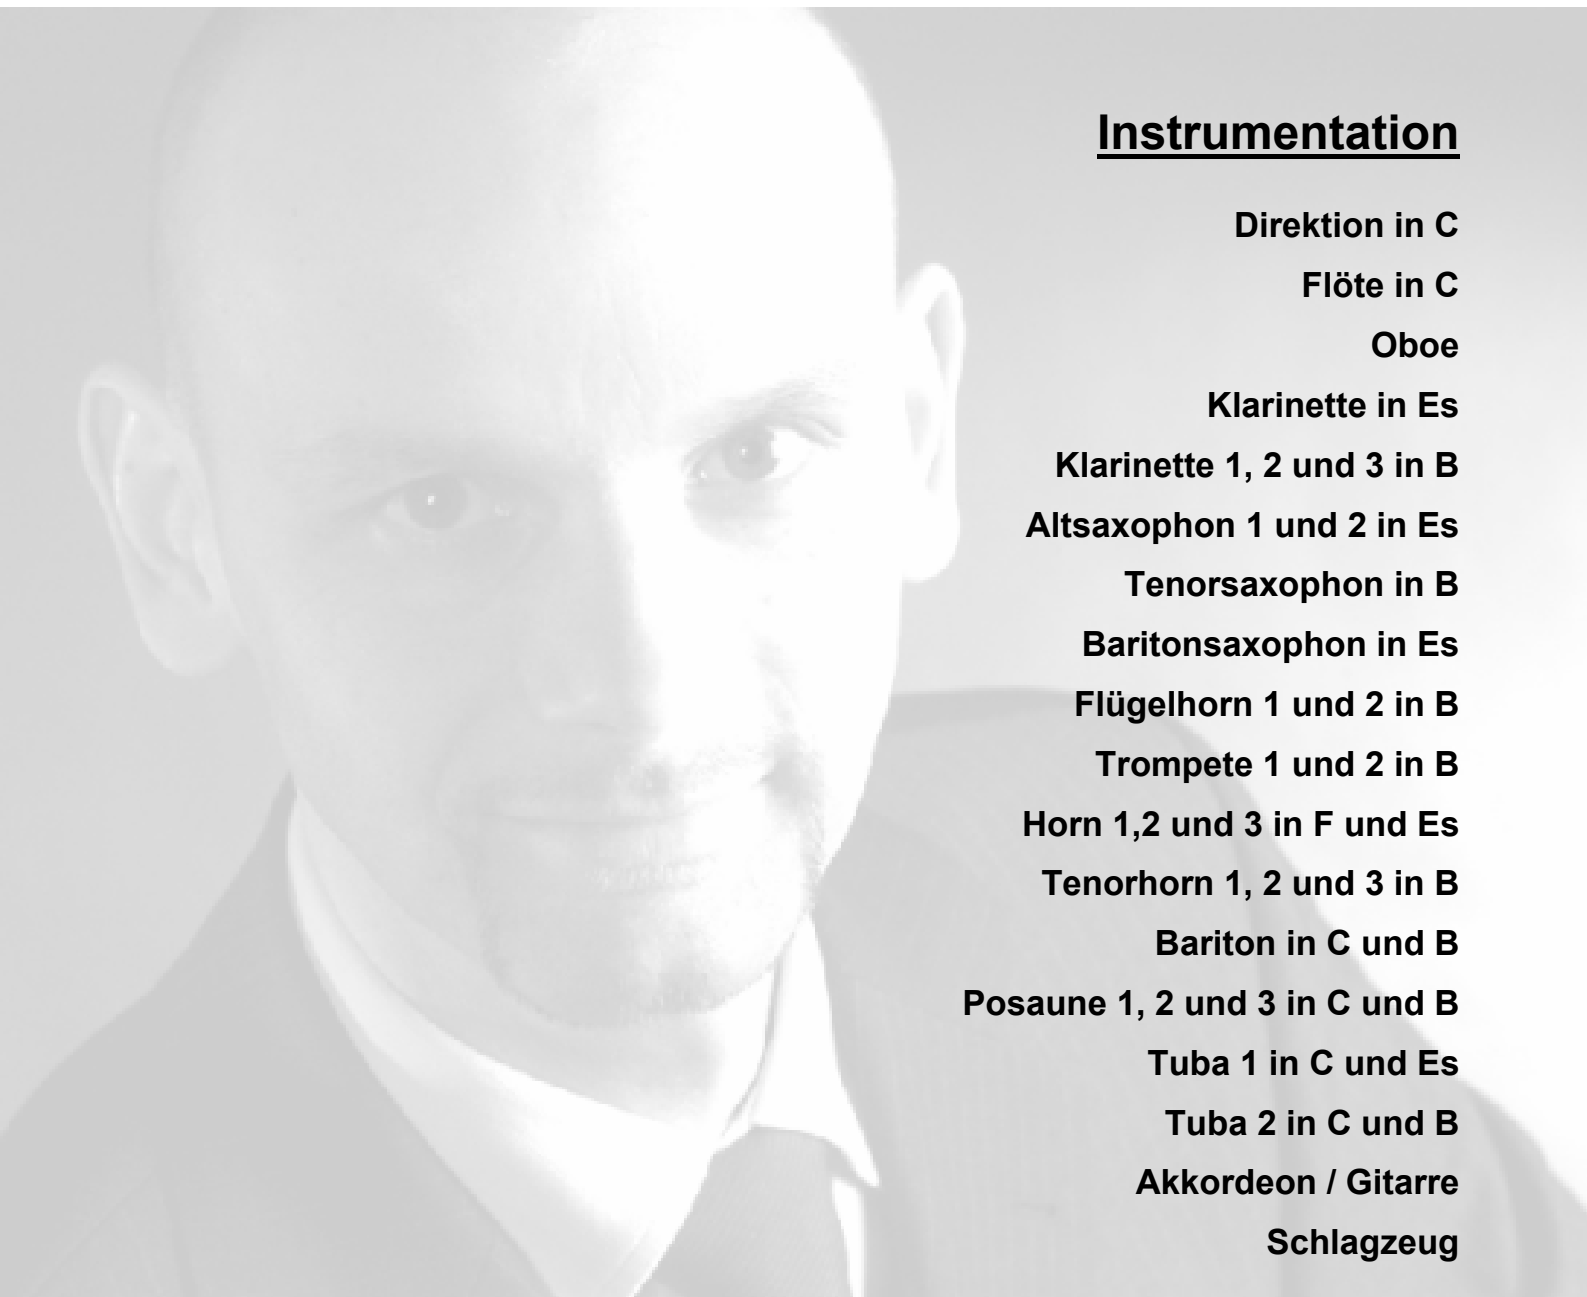 Instrumentation
Direktion in C
Flöte in C
Oboe
Klarinette in Es
Klarinette 1, 2 und 3 in B
Altsaxophon 1 und 2 in Es
Tenorsaxophon in B
Baritonsaxophon in Es
Flügelhorn 1 und 2 in B
Trompete 1 und 2 in B
Horn 1,2 und 3 in F und Es
Tenorhorn 1, 2 und 3 in B
Bariton in C und B
Posaune 1, 2 und 3 in C und B
Tuba 1 in C und Es
Tuba 2 in C und B
Akkordeon / Gitarre
Schlagzeug